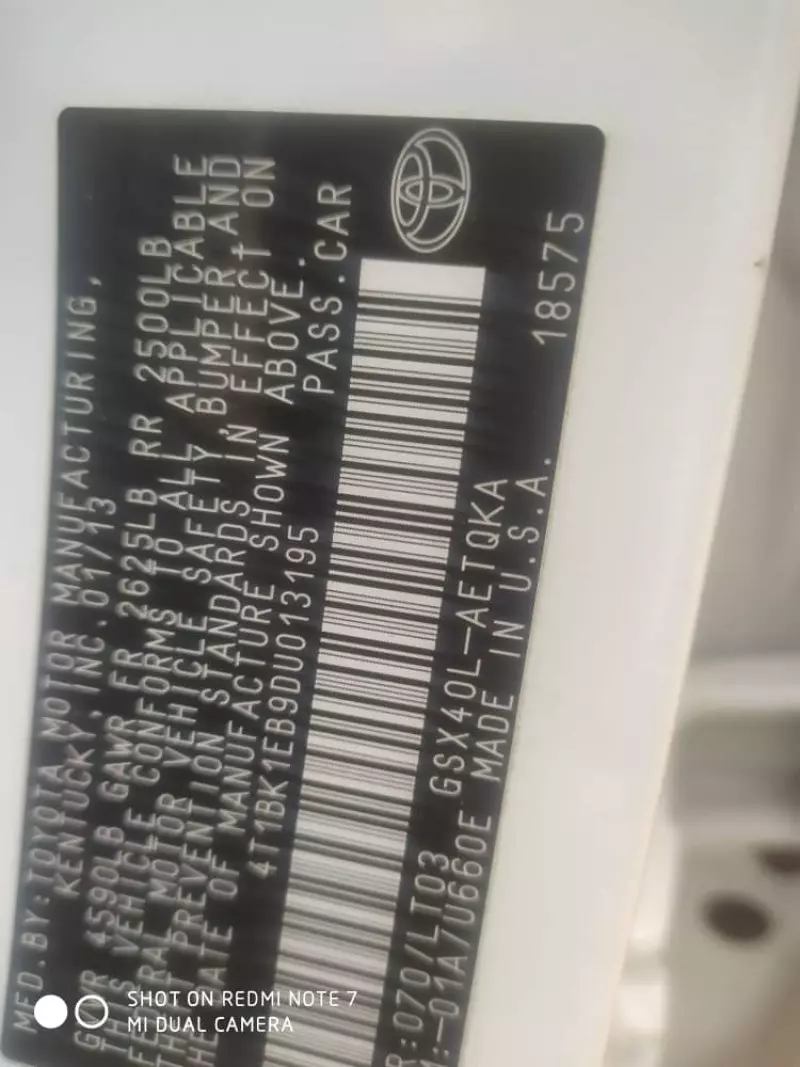 MFD.BY:TOYOTA MOTOR MANUFACTURING,
KENTUCKY, INC.01/13
GVWR 4590LB GAWR FR 2625LB RR 2500LB
THIS VEHICLE CONFORMS TO ALL APPLICABLE
FEDERAL MOTOR VEHICLE SAFETY,BUMPER,AND
THEFT PREVENTION STANDARDS IN EFFECT ON
THE DATE OF MANUFACTURE SHOWN ABOVE.
4T1BK1EB9DU013195 PASS.CAR
R:070/LT03 GSX40L-AETQKA
:-01A/U660E MADE IN U.S.A. 18575
SHOT ON REDMI NOTE 7
MI DUAL CAMERA